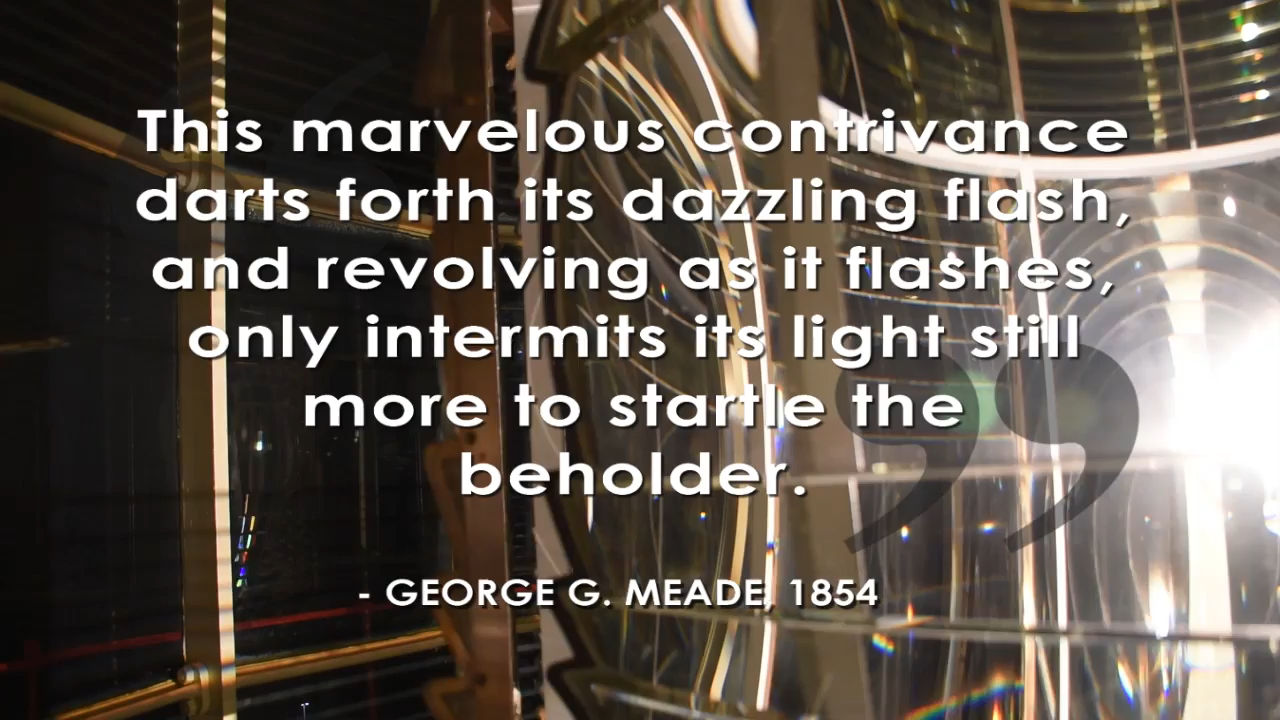 This marvelous contrivance
darts forth its dazzling flash,
and revolving as it flashes,
only intermits its light still
more to startle the
beholder.
- GEORGE G. MEADE, 1854